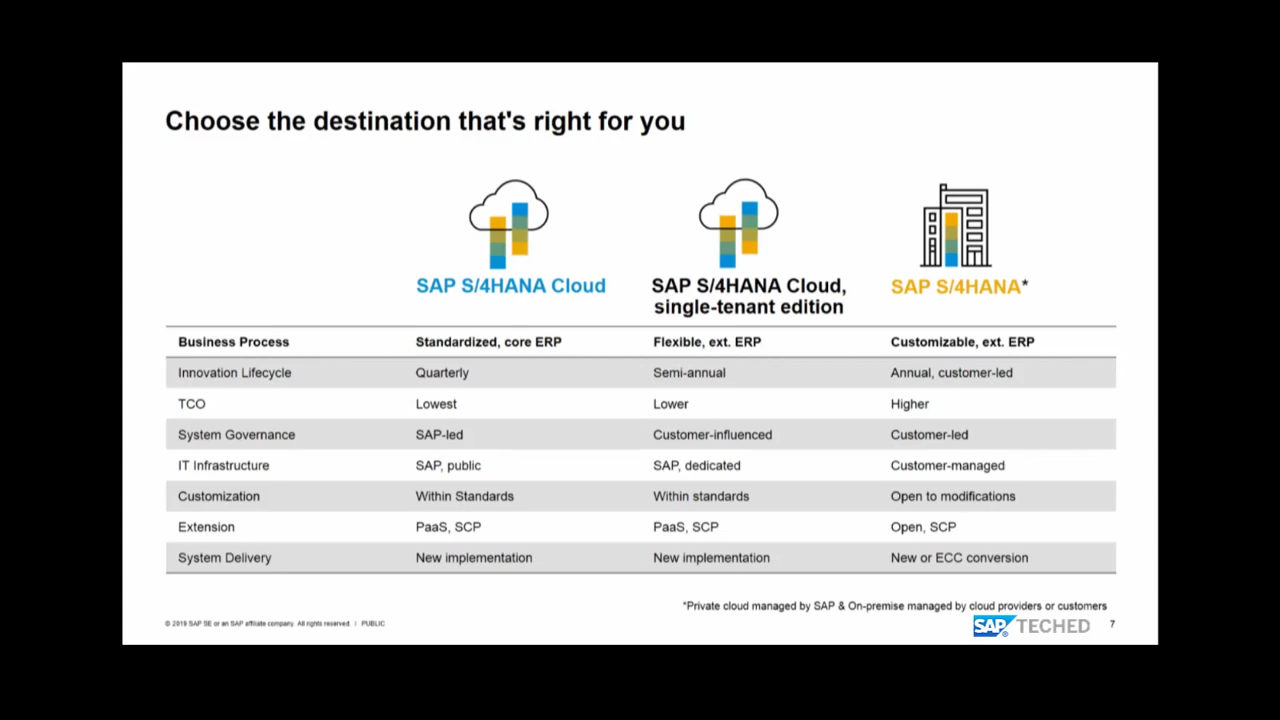 Choose the destination that's right for you
SAP S/4HANA Cloud
SAP S/4HANA Cloud,
single-tenant edition
SAP S/4HANA*
Business Process Standardized, core ERP Flexible, ext. ERP Customizable, ext. ERP
Innovation Lifecycle Quarterly Semi-annual Annual, customer-led
TCO Lowest Lower Higher
System Governance SAP-led Customer-influenced Customer-led
IT Infrastructure SAP, public SAP, dedicated Customer-managed
Customization Within Standards Within standards Open to modifications
Extension PaaS, SCP PaaS, SCP Open, SCP
System Delivery New implementation New implementation New or ECC conversion
*Private cloud managed by SAP & On-premise managed by cloud providers or customers
© 2019 SAP SE or an SAP affiliate company. All rights reserved. | PUBLIC
SAP® TECHED 7